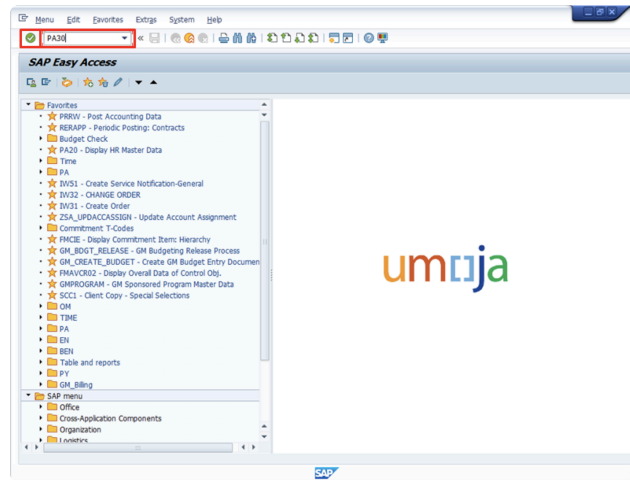 Menu Edit Favorites Extras System Help
PA30
SAP Easy Access
Favorites
PRRW - Post Accounting Data
RERAPP - Periodic Posting: Contracts
Budget Check
PA20 - Display HR Master Data
Time
PA
IW51 - Create Service Notification-General
IW32 - CHANGE ORDER
IW31 - Create Order
ZSA_UPDACCASSIGN - Update Account Assignment
Commitment T-Codes
FMCIE - Display Commitment Item: Hierarchy
GM_BDGT_RELEASE - GM Budgeting Release Process
GM_CREATE_BUDGET - Create GM Budget Entry Documen
FMAVCR02 - Display Overall Data of Control Obj.
GMPROGRAM - GM Sponsored Program Master Data
SCC1 - Client Copy - Special Selections
OM
TIME
PA
EN
BEN
Table and reports
PY
GM_Billing
SAP menu
Office
Cross-Application Components
Organization
Logistics
umoja
SAP